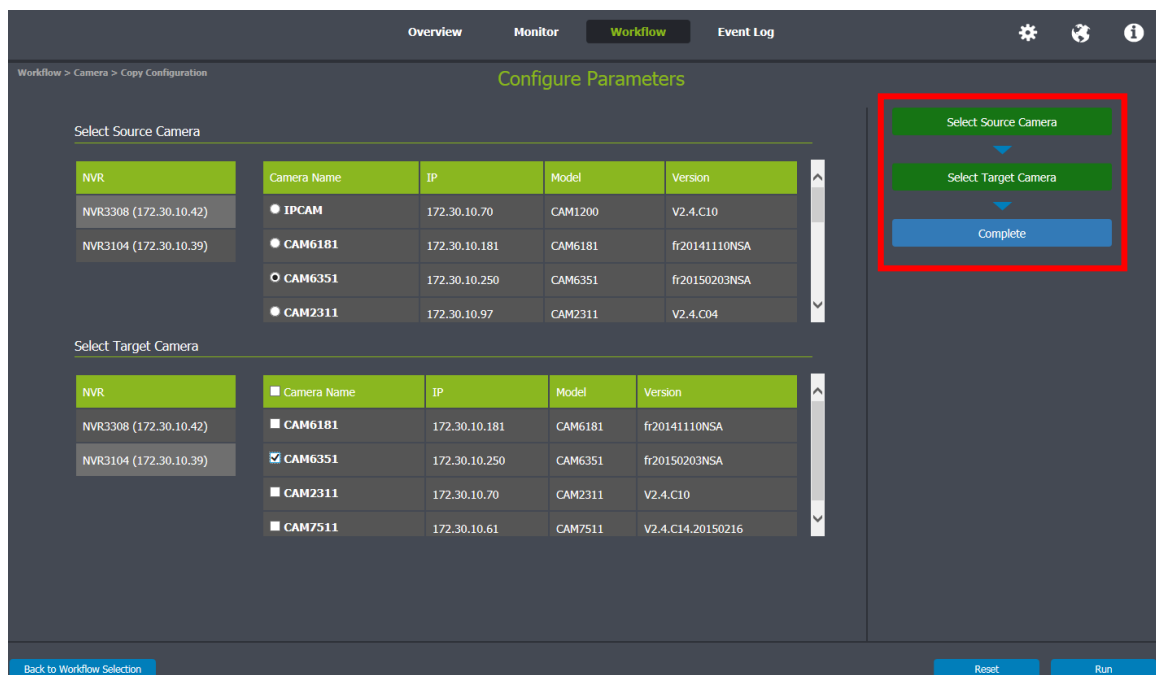 Overview Monitor Workflow Event Log
Workflow > Camera > Copy Configuration
Configure Parameters
Select Source Camera
NVR
NVR3308 (172.30.10.42)
NVR3104 (172.30.10.39)
Camera Name IP Model Version
IPCAM 172.30.10.70 CAM1200 V2.4.C10
CAM6181 172.30.10.181 CAM6181 fr20141110NSA
CAM6351 172.30.10.250 CAM6351 fr20150203NSA
CAM2311 172.30.10.97 CAM2311 V2.4.C04
Select Target Camera
NVR
NVR3308 (172.30.10.42)
NVR3104 (172.30.10.39)
Camera Name IP Model Version
CAM6181 172.30.10.181 CAM6181 fr20141110NSA
CAM6351 172.30.10.250 CAM6351 fr20150203NSA
CAM2311 172.30.10.70 CAM2311 V2.4.C10
CAM7511 172.30.10.61 CAM7511 V2.4.C14.20150216
Select Source Camera
Select Target Camera
Complete
Back to Workflow Selection
Reset
Run